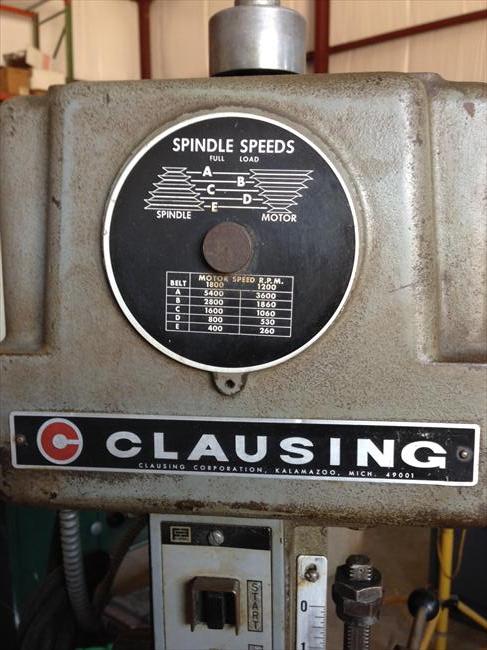 SPINDLE SPEEDS
FULL LOAD
A
B
C
D
E
SPINDLE MOTOR
BELT MOTOR SPEED R.P.M.
1800 1200
A 5400 3600
B 2800 1860
C 1600 1060
D 800 530
E 400 260
C CLAUSING
CLAUSING CORPORATION, KALAMAZOO, MICH. 49001
START
0
1